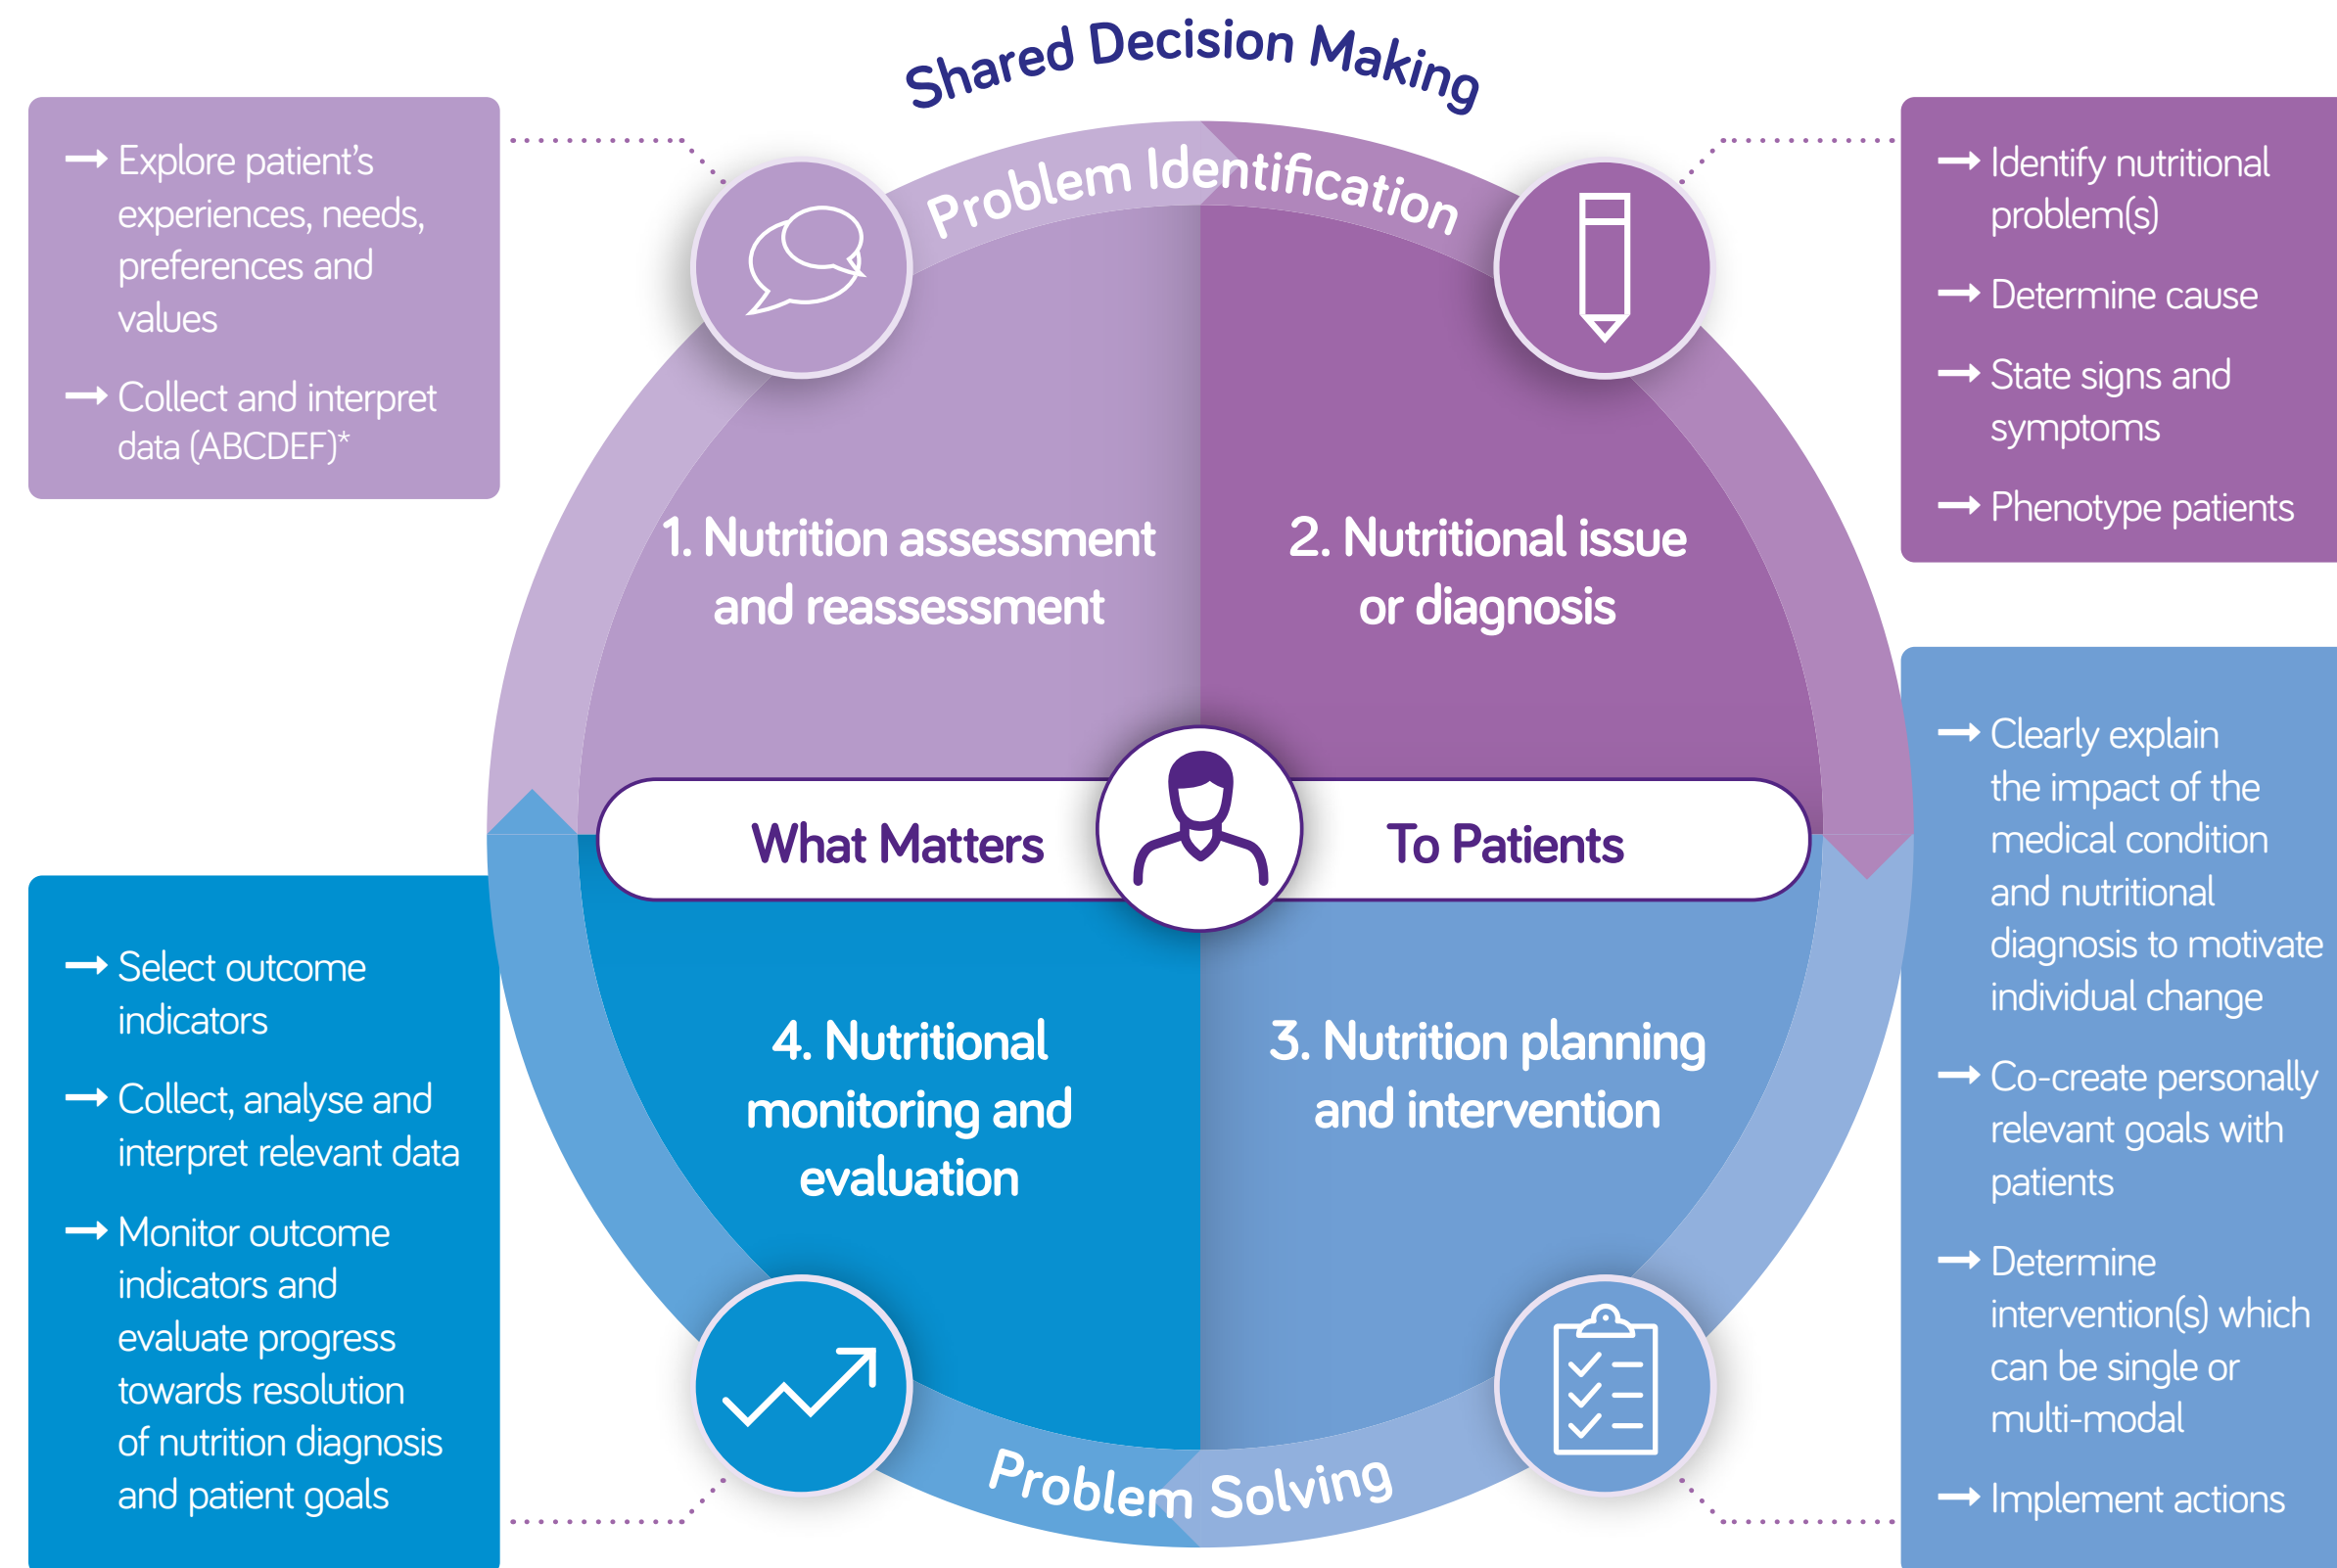 Shared Decision Making
Problem Identification
→ Explore patient’s
experiences, needs,
preferences and
values
→ Collect and interpret
data (ABCDEF)*
→ Identify nutritional
problem(s)
→ Determine cause
→ State signs and
symptoms
→ Phenotype patients
1. Nutrition assessment
and reassessment
2. Nutritional issue
or diagnosis
What Matters
To Patients
→ Clearly explain
the impact of the
medical condition
and nutritional
diagnosis to motivate
individual change
→ Co-create personally
relevant goals with
patients
→ Determine
intervention(s) which
can be single or
multi-modal
→ Implement actions
3. Nutrition planning
and intervention
4. Nutritional
monitoring and
evaluation
→ Select outcome
indicators
→ Collect, analyse and
interpret relevant data
→ Monitor outcome
indicators and
evaluate progress
towards resolution
of nutrition diagnosis
and patient goals
Problem Solving